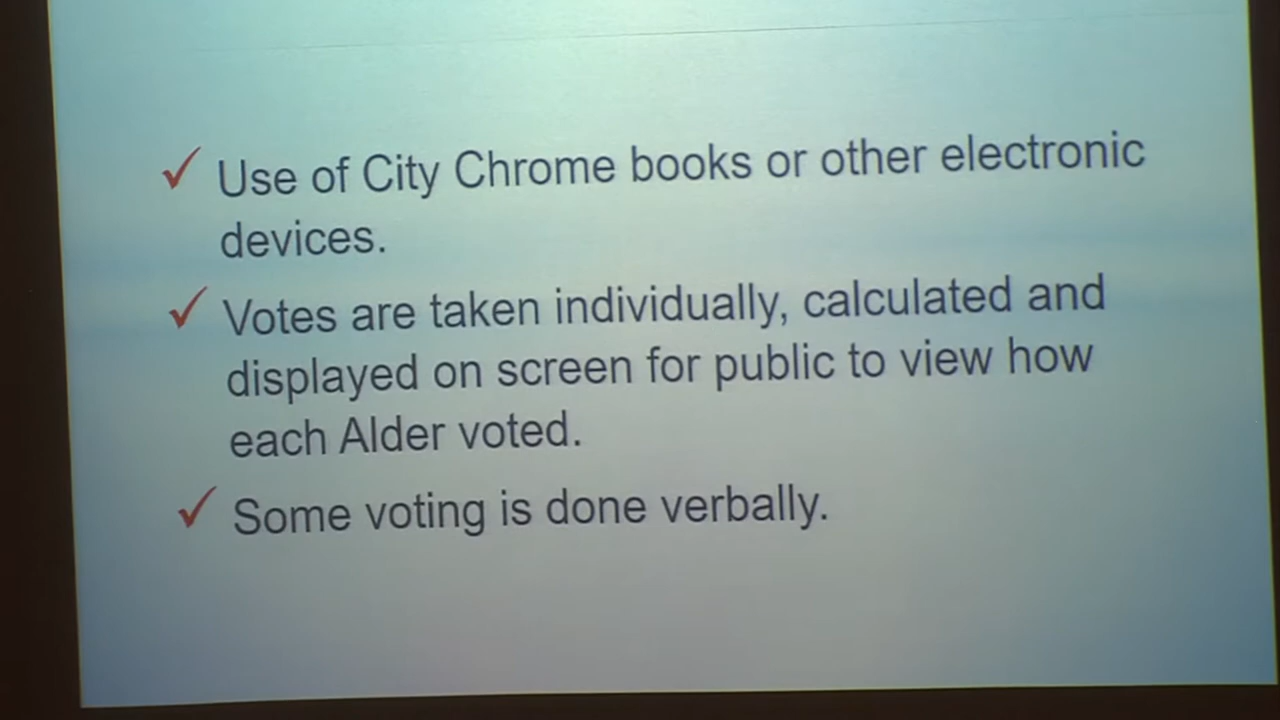 ✓ Use of City Chrome books or other electronic
devices.
✓ Votes are taken individually, calculated and
displayed on screen for public to view how
each Alder voted.
✓ Some voting is done verbally.